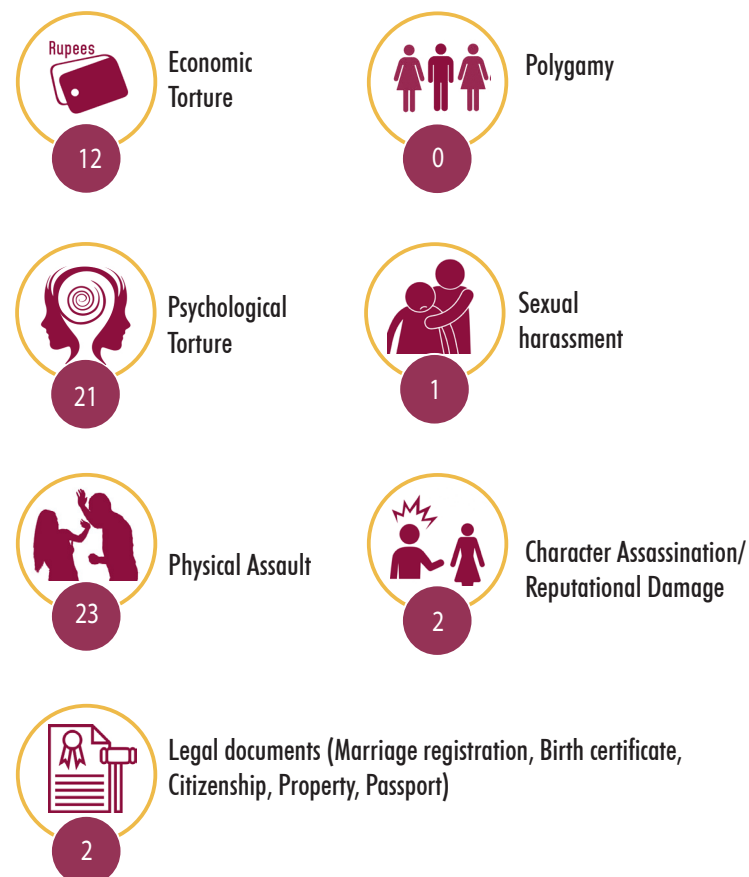 Rupees
Economic
Torture
12
Polygamy
0
Psychological
Torture
21
Sexual
harassment
1
Physical Assault
23
Character Assassination/
Reputational Damage
2
Legal documents (Marriage registration, Birth certificate,
Citizenship, Property, Passport)
2